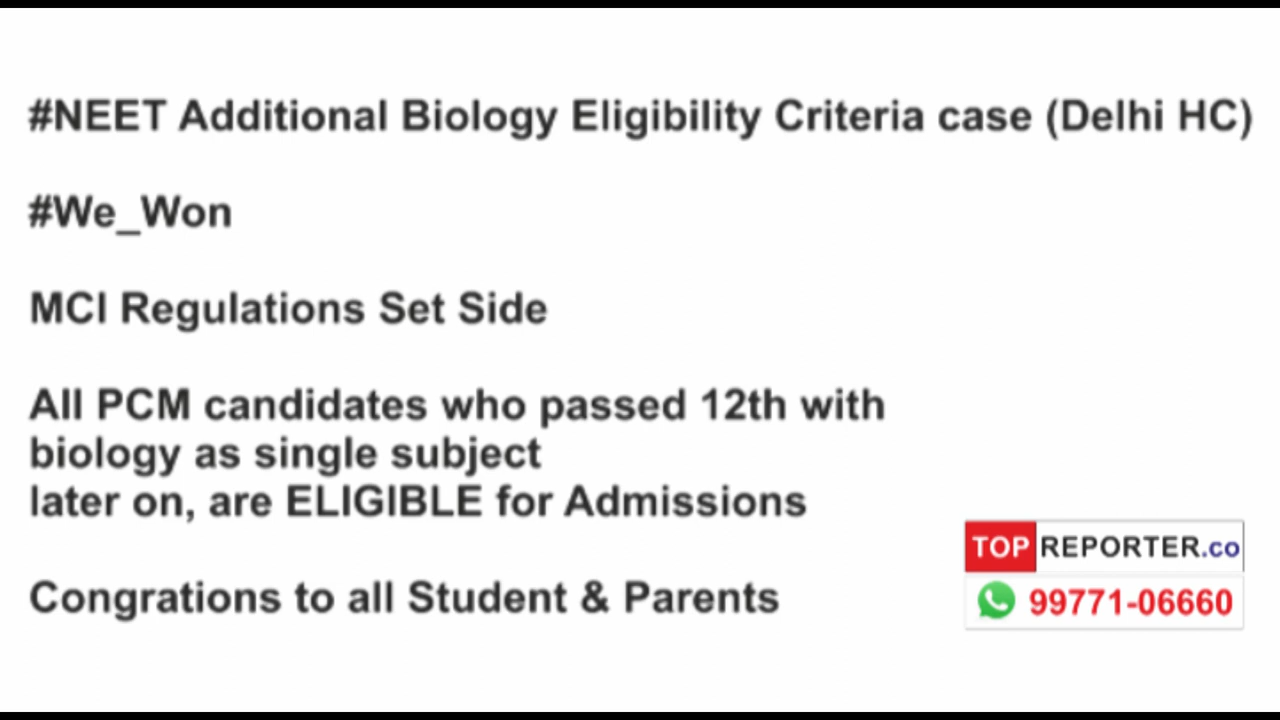 #NEET Additional Biology Eligibility Criteria case (Delhi HC)
#We_Won
MCI Regulations Set Side
All PCM candidates who passed 12th with
biology as single subject
later on, are ELIGIBLE for Admissions
Congrations to all Student & Parents
TOP REPORTER.co
99771-06660